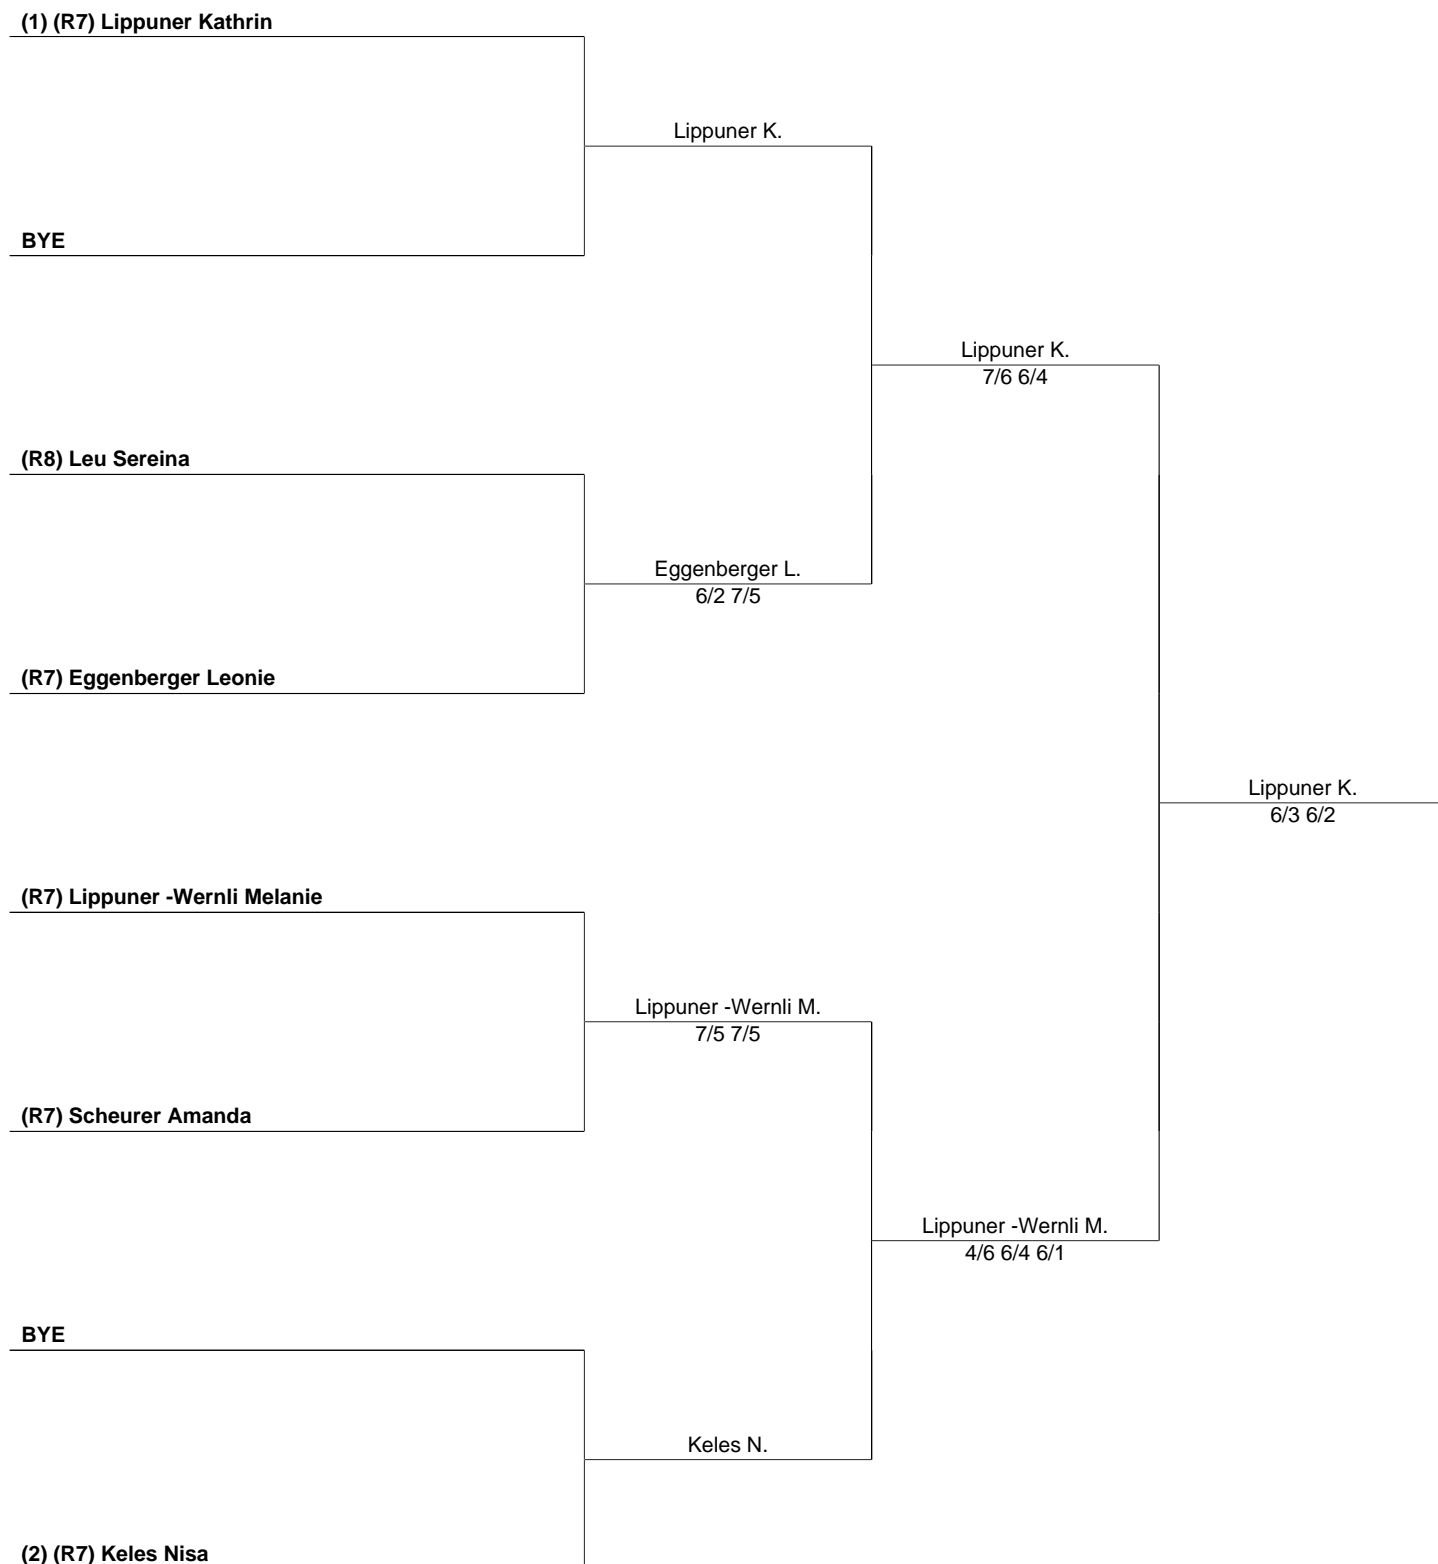 (1) (R7) Lippuner Kathrin
Lippuner K.
BYE
Lippuner K.
7/6 6/4
(R8) Leu Sereina
Eggenberger L.
6/2 7/5
(R7) Eggenberger Leonie
Lippuner K.
6/3 6/2
(R7) Lippuner -Wernli Melanie
Lippuner -Wernli M.
7/5 7/5
(R7) Scheurer Amanda
Lippuner -Wernli M.
4/6 6/4 6/1
BYE
Keles N.
(2) (R7) Keles Nisa